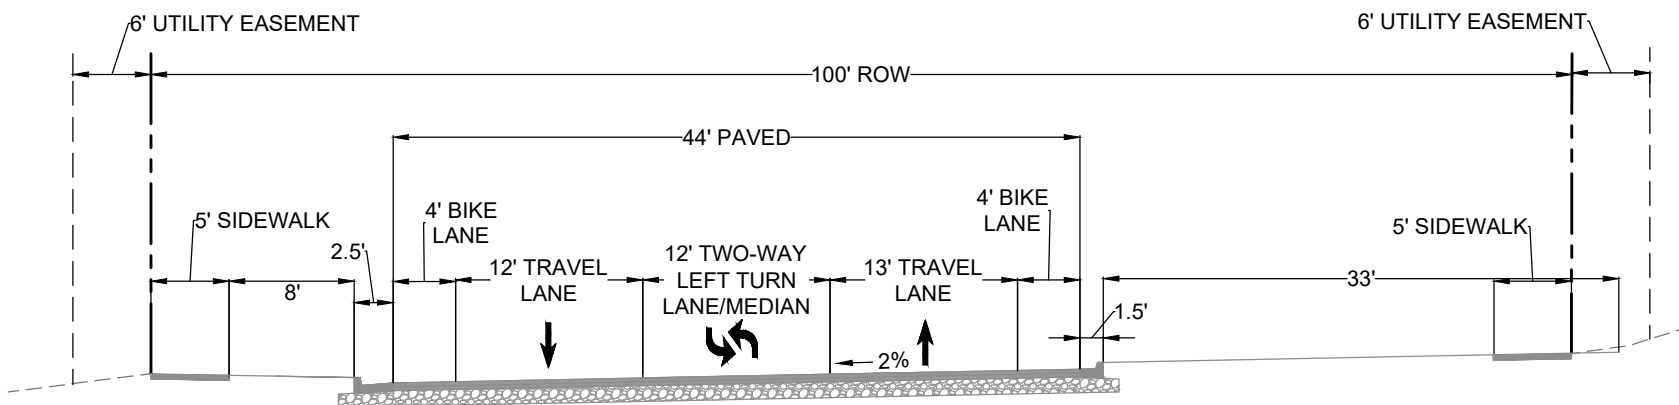 6' UTILITY EASEMENT
6' UTILITY EASEMENT
100' ROW
44' PAVED
5' SIDEWALK
4' BIKE
LANE
4' BIKE
LANE
5' SIDEWALK
2.5'
12' TRAVEL
LANE
12' TWO-WAY
LEFT TURN
LANE/MEDIAN
13' TRAVEL
LANE
33'
8'
1.5'
2%